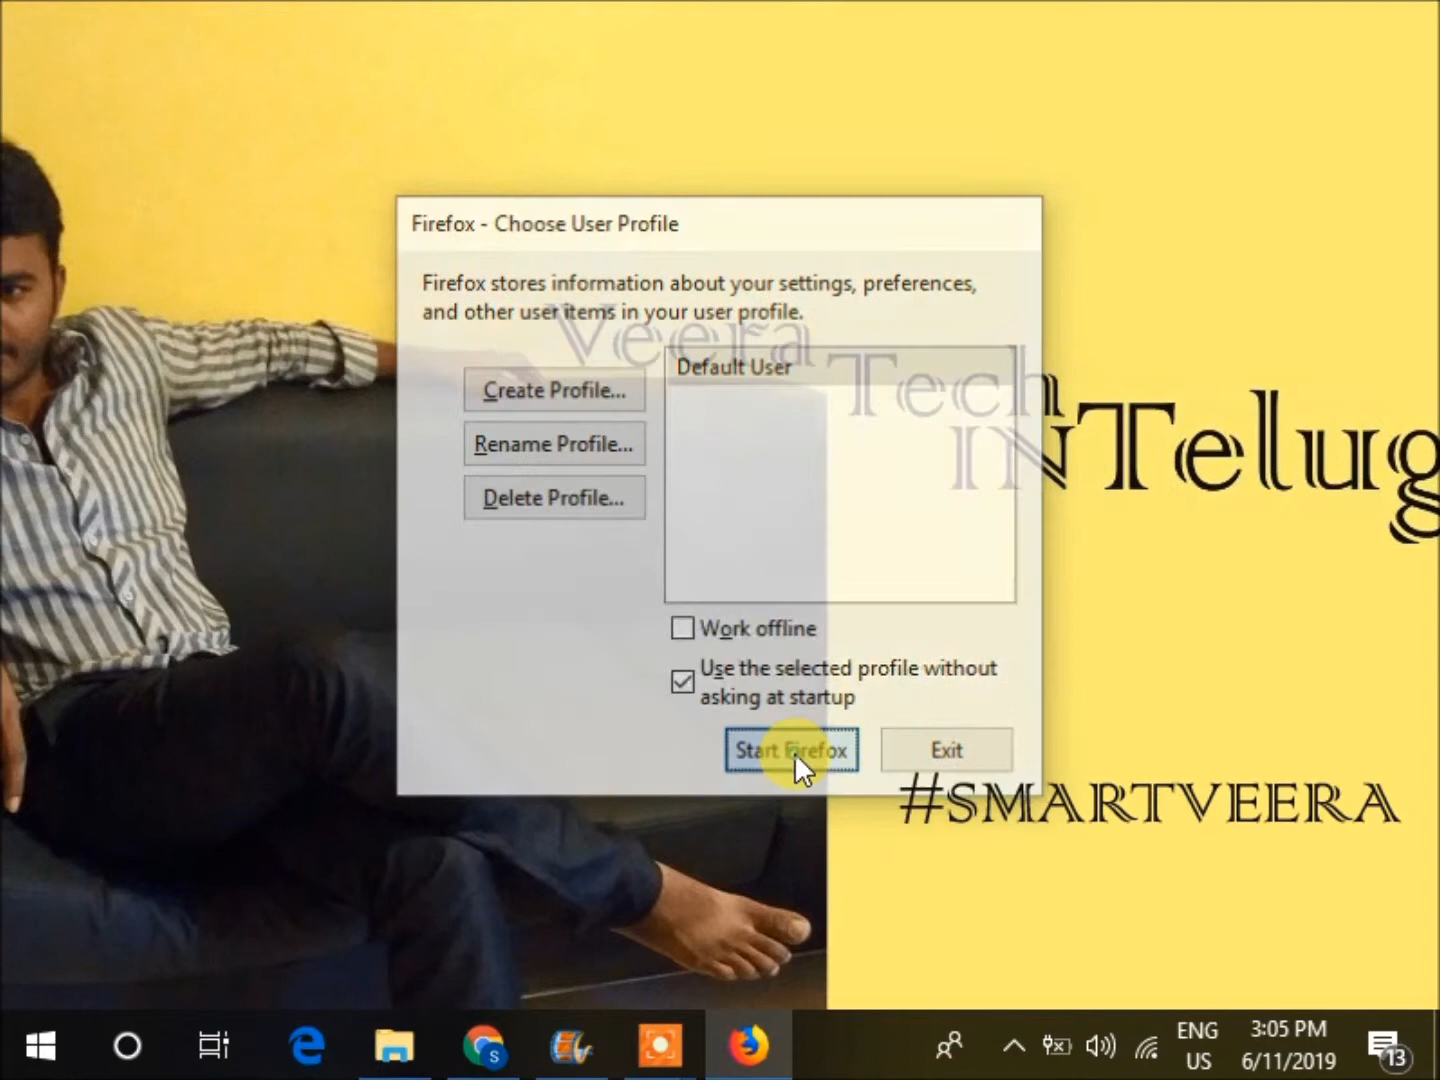 Firefox - Choose User Profile
Firefox stores information about your settings, preferences,
and other user items in your user profile.
Veera
Tech
INTelug
Default User
Create Profile...
Rename Profile...
Delete Profile...
Work offline
Use the selected profile without
asking at startup
Start Firefox
Exit
#SMARTVEERA
S
ENG
US
3:05 PM
6/11/2019
13